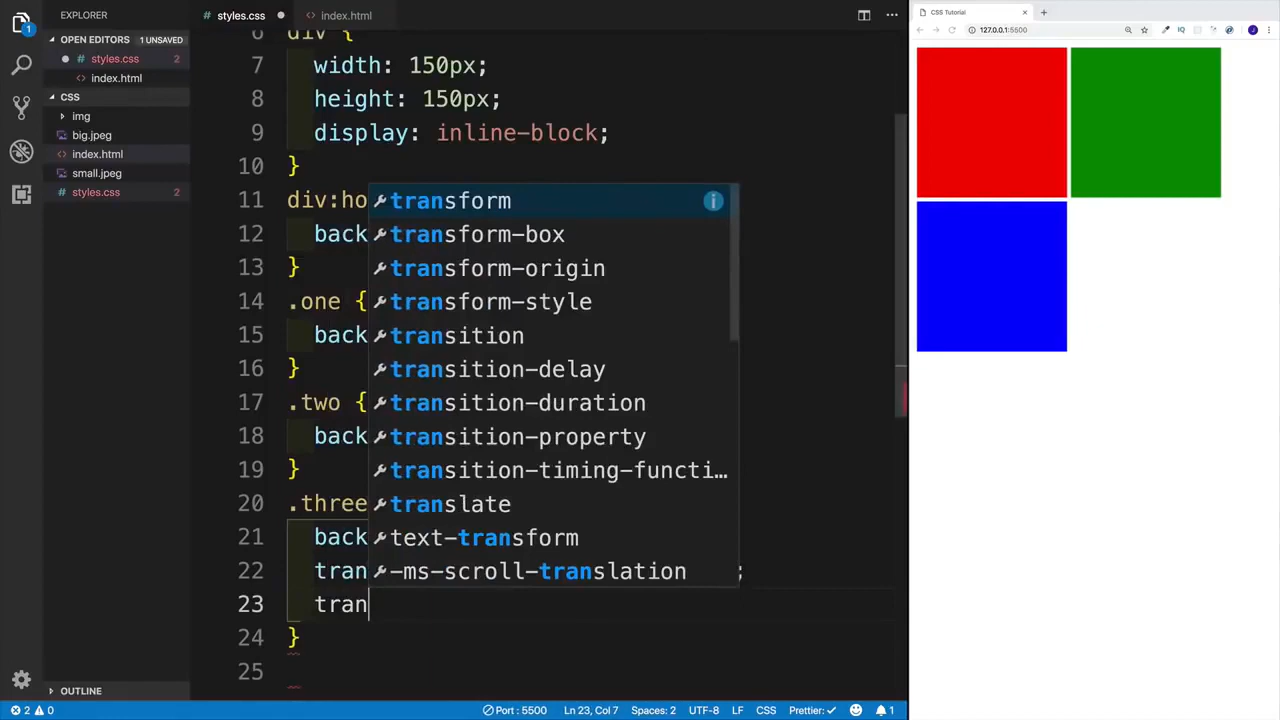 EXPLORER
OPEN EDITORS 1 UNSAVED
styles.css 2
index.html
CSS
img
big.jpeg
index.html
small.jpeg
styles.css 2
OUTLINE
1
styles.css
index.html
div {
7 width: 150px;
8 height: 150px;
9 display: inline-block;
10 }
11 div:ho
12 back
13 }
14 .one {
15 back
16 }
17 .two {
18 back
19 }
20 .three
21 back
22 tran ;
23 tran
24 }
25
transform
transform-box
transform-origin
transform-style
transition
transition-delay
transition-duration
transition-property
transition-timing-functi…
translate
text-transform
-ms-scroll-translation
2 0 Port : 5500 Ln 23, Col 7 Spaces: 2 UTF-8 LF CSS Prettier: ✓ 1
CSS Tutorial
127.0.0.1:5500
IQ
J